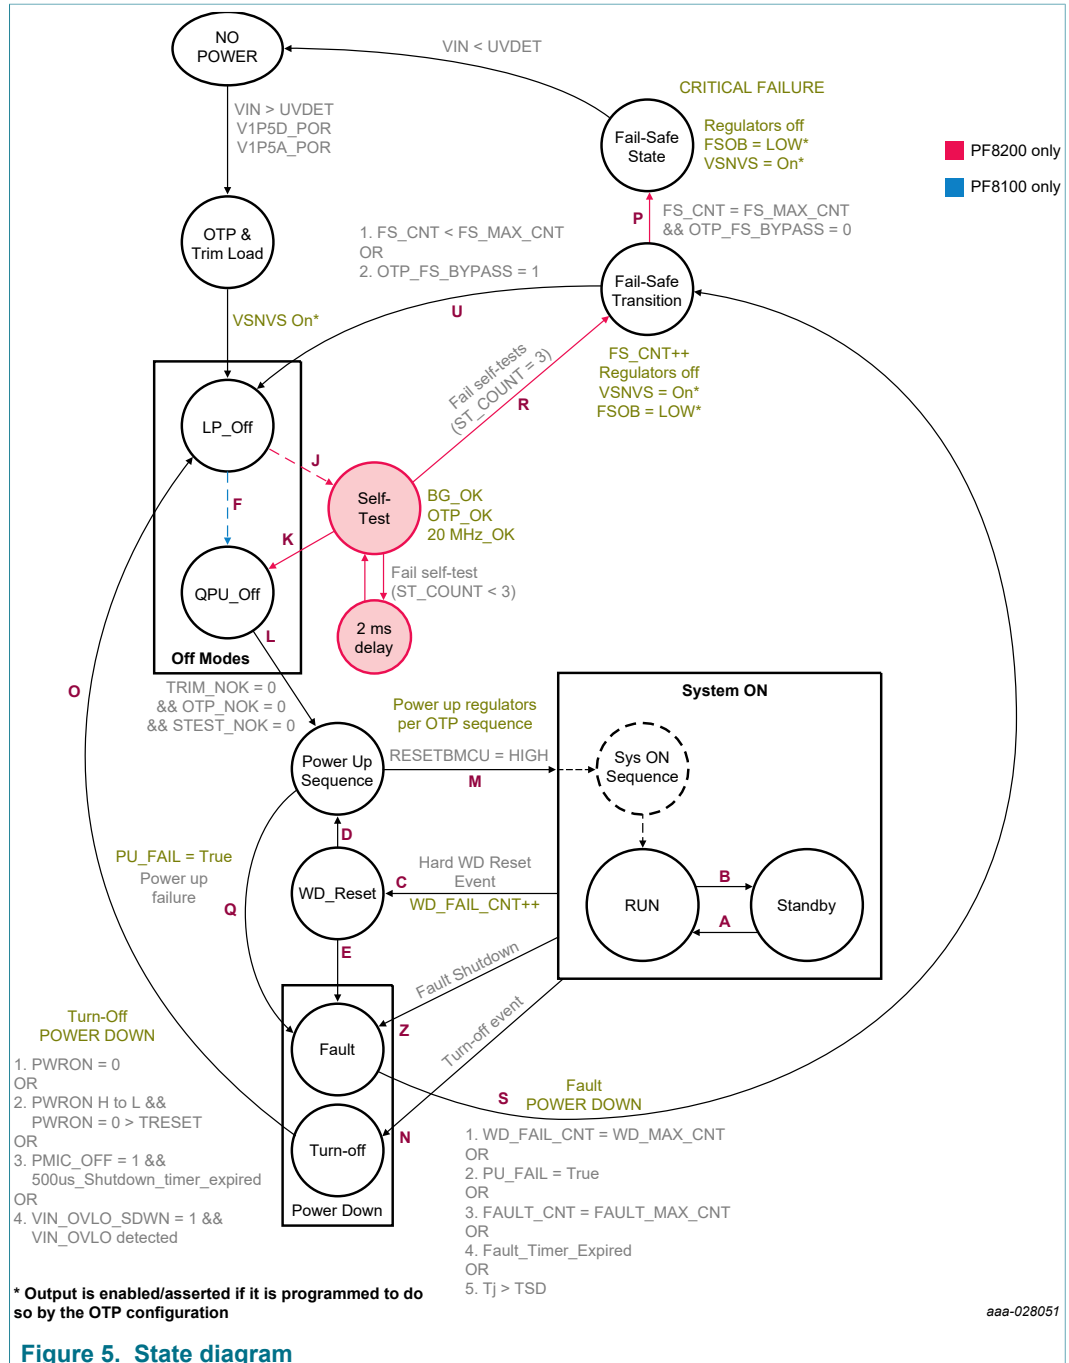 NO
POWER
VIN < UVDET
VIN > UVDET
V1P5D_POR
V1P5A_POR
CRITICAL FAILURE
Fail-Safe
State
Regulators off
FSOB = LOW*
VSNVS = On*
PF8200 only
PF8100 only
P
FS_CNT = FS_MAX_CNT
&& OTP_FS_BYPASS = 0
OTP &
Trim Load
1. FS_CNT < FS_MAX_CNT
OR
2. OTP_FS_BYPASS = 1
Fail-Safe
Transition
U
VSNVS On*
FS_CNT++
Regulators off
VSNVS = On*
FSOB = LOW*
Fail self-tests
(ST_COUNT = 3)
R
LP_Off
J
F
Self-
Test
BG_OK
OTP_OK
20 MHz_OK
K
QPU_Off
Fail self-test
(ST_COUNT < 3)
L
2 ms
delay
Off Modes
O
TRIM_NOK = 0
&& OTP_NOK = 0
&& STEST_NOK = 0
Power up regulators
per OTP sequence
System ON
Power Up
Sequence
RESETBMCU = HIGH
M
Sys ON
Sequence
D
PU_FAIL = True
Power up
failure
Q
WD_Reset
C
Hard WD Reset
Event
WD_FAIL_CNT++
RUN
B
A
Standby
E
Fault Shutdown
Z
Turn-off event
Turn-Off
POWER DOWN
1. PWRON = 0
OR
2. PWRON H to L &&
PWRON = 0 > TRESET
OR
3. PMIC_OFF = 1 &&
500us_Shutdown_timer_expired
OR
4. VIN_OVLO_SDWN = 1 &&
VIN_OVLO detected
Fault
S
Fault
POWER DOWN
N
Turn-off
Power Down
1. WD_FAIL_CNT = WD_MAX_CNT
OR
2. PU_FAIL = True
OR
3. FAULT_CNT = FAULT_MAX_CNT
OR
4. Fault_Timer_Expired
OR
5. Tj > TSD
* Output is enabled/asserted if it is programmed to do
so by the OTP configuration
aaa-028051
Figure 5. State diagram